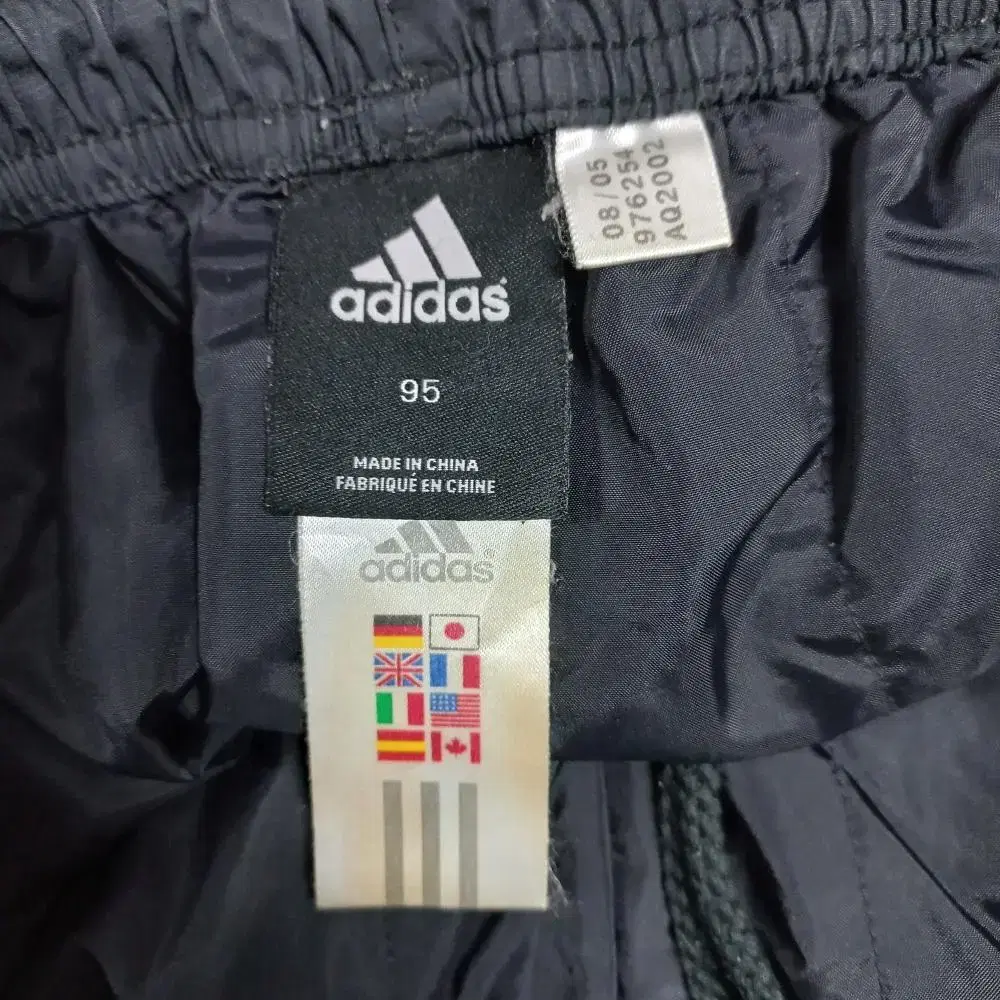 adidas®
95
MADE IN CHINA
FABRIQUÉ EN CHINE
08/05
976254
AQ2002
adidas®